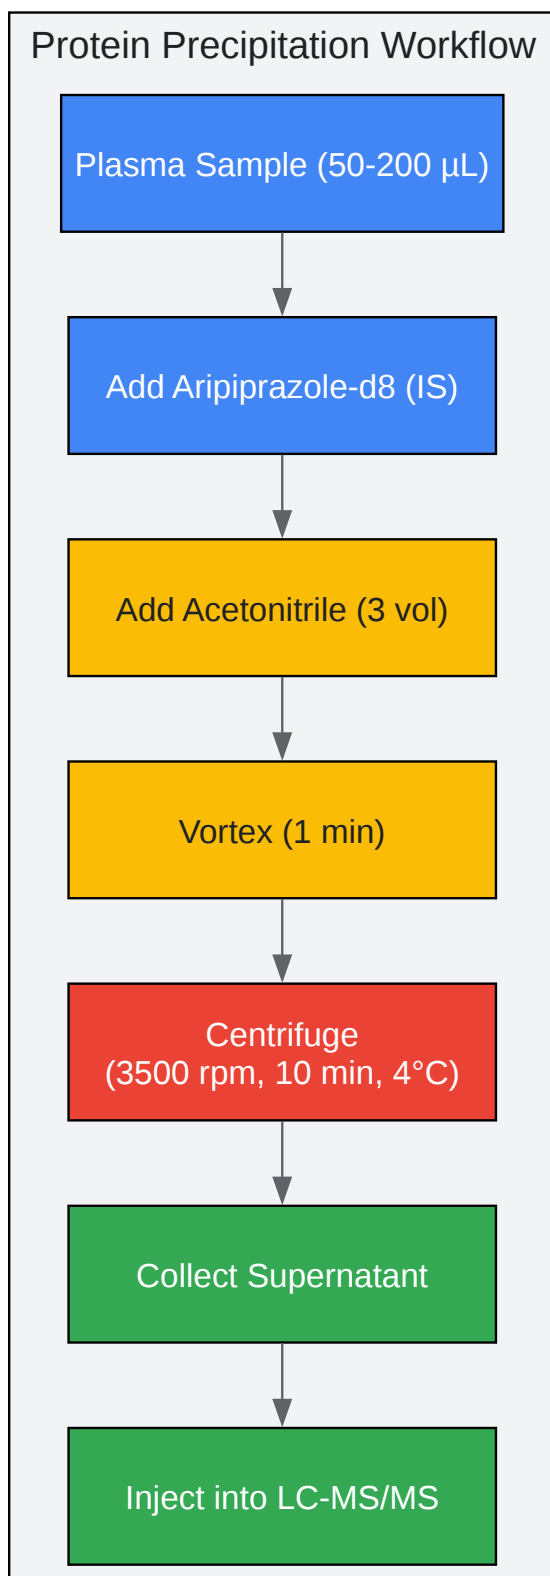 Protein Precipitation Workflow
Plasma Sample (50-200 µL)
Add Aripiprazole-d8 (IS)
Add Acetonitrile (3 vol)
Vortex (1 min)
Centrifuge
(3500 rpm, 10 min, 4°C)
Collect Supernatant
Inject into LC-MS/MS